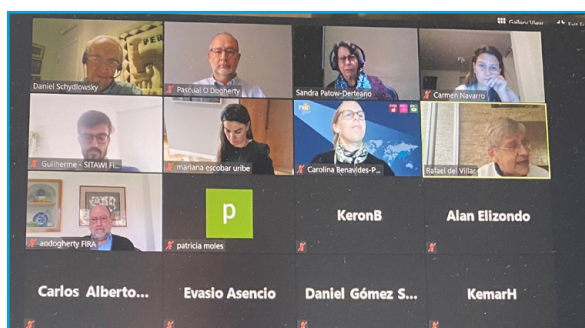 Gallery View
Daniel Schydlowsky
Pascual O Dogherty
Sandra Patow-Derteano
Carmen Navarro
Guilherme - SITAWI Fi...
mariana escobar uribe
Carolina Benavides-P...
Rafael del Villar
aodogherty FIRA
p
patricia moles
KeronB
Alan Elizondo
Carlos Alberto...
Evasio Asencio
Daniel Gómez S...
KemarH